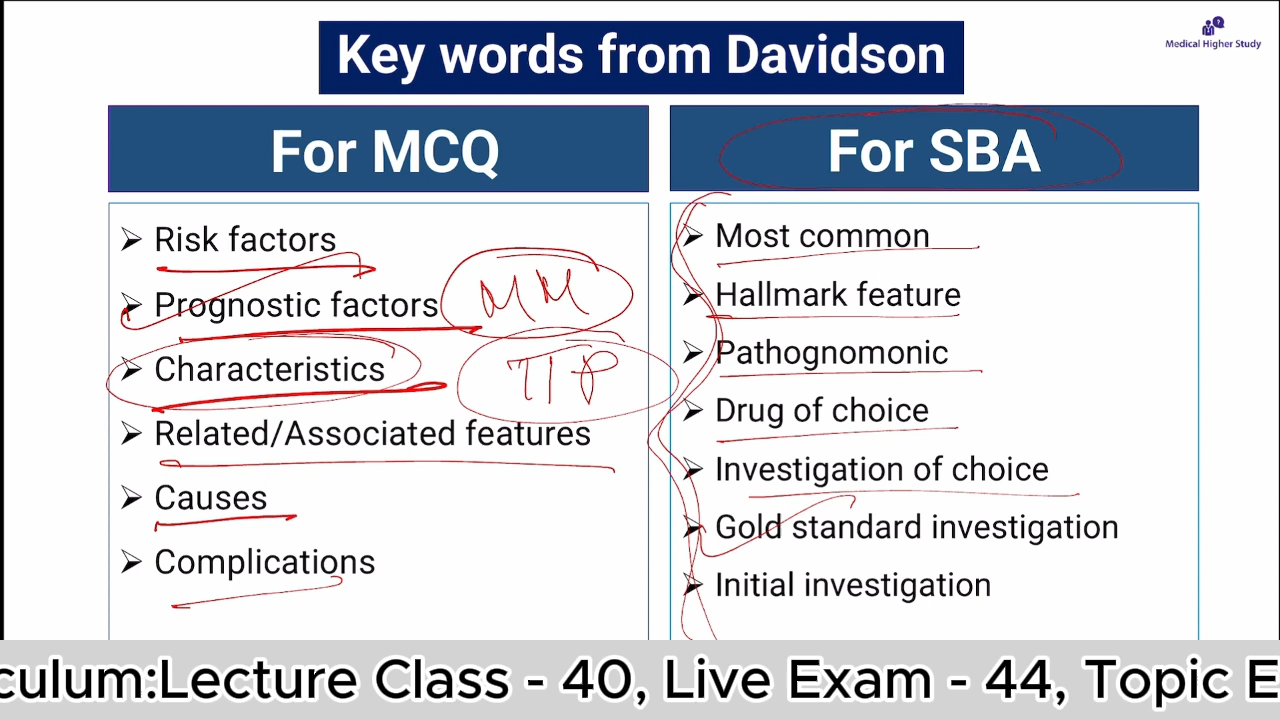 Key words from Davidson
Medical Higher Study
For MCQ
Risk factors
Prognostic factors
MM
Characteristics
TTP
Related/Associated features
Causes
Complications
For SBA
Most common
Hallmark feature
Pathognomonic
Drug of choice
Investigation of choice
Gold standard investigation
Initial investigation
culum:Lecture Class - 40, Live Exam - 44, Topic E